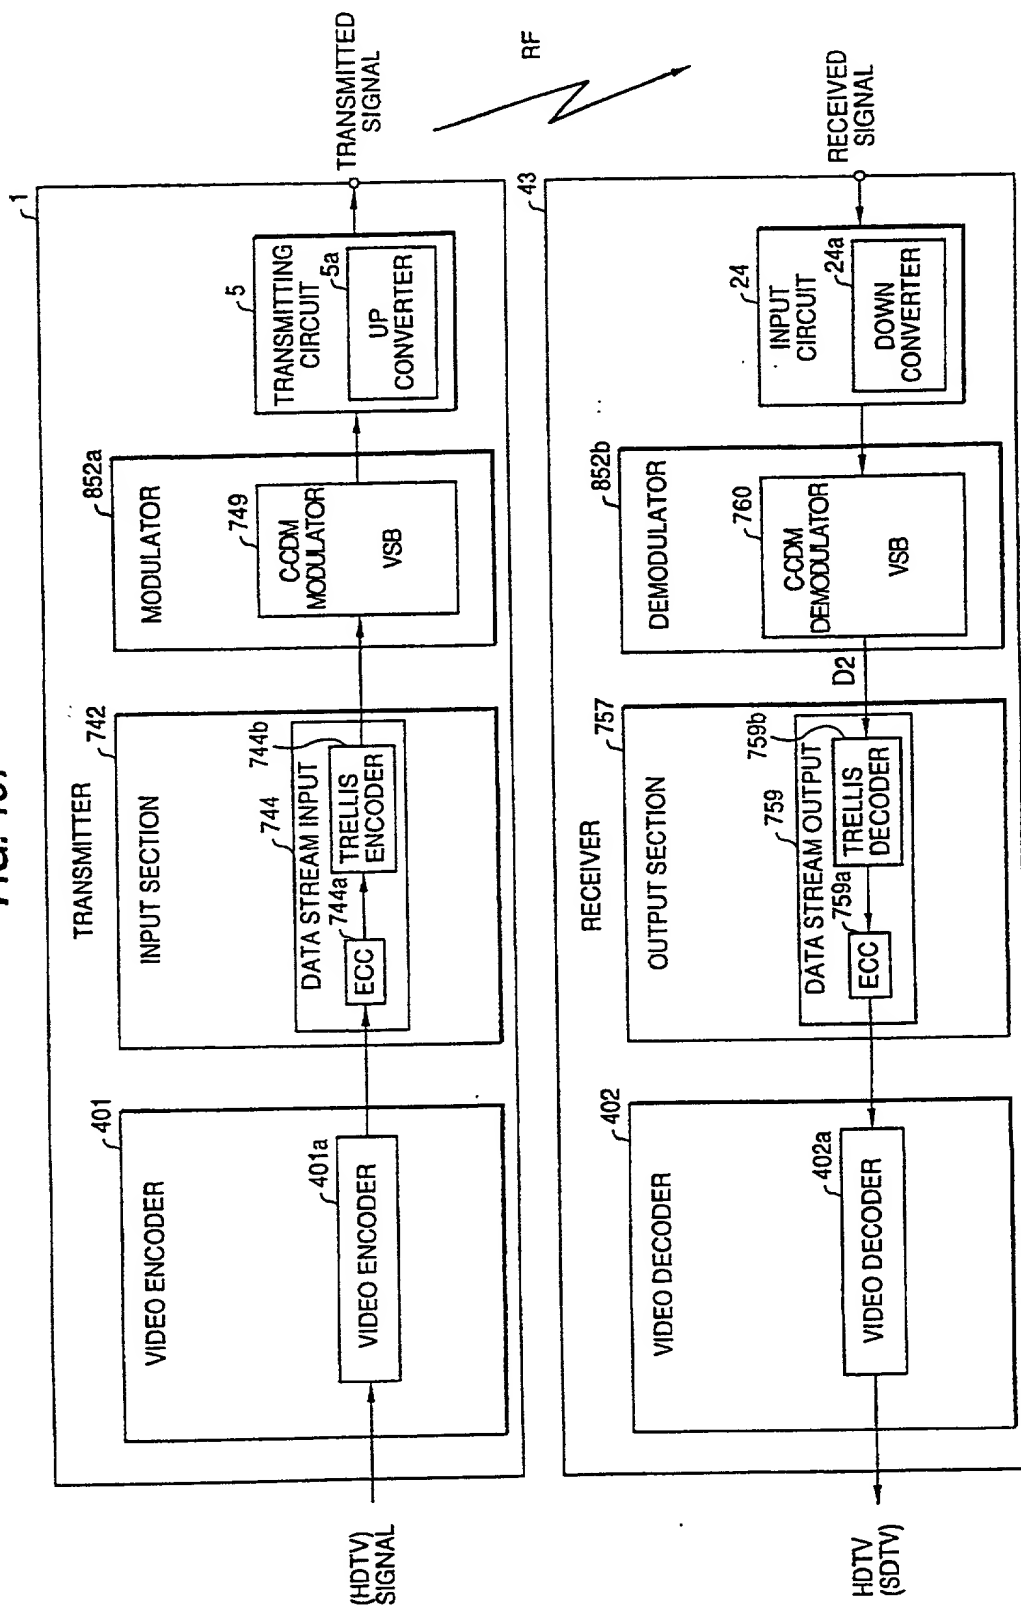 TRANSMITTER
1
VIDEO ENCODER
401
VIDEO ENCODER
401a
(HDTV)
SIGNAL
INPUT SECTION
742
DATA STREAM INPUT
744
ECC
744a
TRELLIS
ENCODER
744b
MODULATOR
852a
C-CDM
MODULATOR
749
VSB
TRANSMITTING
CIRCUIT
5
UP
CONVERTER
5a
TRANSMITTED
SIGNAL
RF
RECEIVER
43
VIDEO DECODER
402
VIDEO DECODER
402a
HDTV
(SDTV)
OUTPUT SECTION
757
DATA STREAM OUTPUT
759
ECC
759a
TRELLIS
DECODER
759b
D2
DEMODULATOR
852b
C-CDM
DEMODULATOR
760
VSB
INPUT
CIRCUIT
24
DOWN
CONVERTER
24a
RECEIVED
SIGNAL